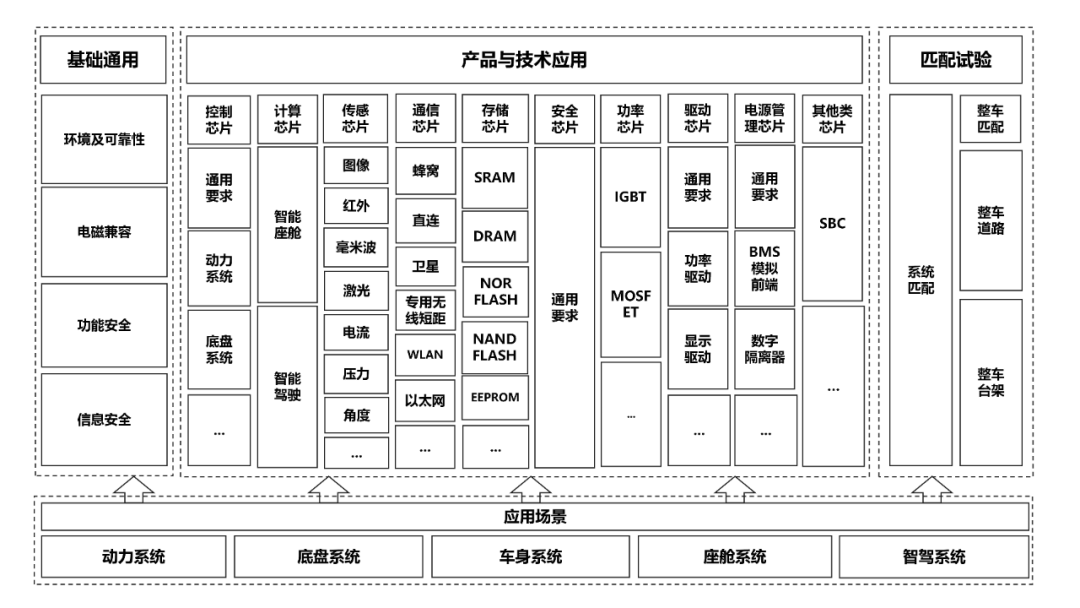 基础通用
环境及可靠性
电磁兼容
功能安全
信息安全
产品与技术应用
控制
芯片
通用
要求
动力
系统
底盘
系统
...
计算
芯片
智能
座舱
智能
驾驶
传感
芯片
图像
红外
毫米波
激光
电流
压力
角度
...
通信
芯片
蜂窝
直连
卫星
专用无
线短距
WLAN
以太网
...
存储
芯片
SRAM
DRAM
NOR
FLASH
NAND
FLASH
EEPROM
...
安全
芯片
通用
要求
功率
芯片
IGBT
MOSF
ET
...
驱动
芯片
通用
要求
功率
驱动
显示
驱动
...
电源管
理芯片
通用
要求
BMS
模拟
前端
数字
隔离器
...
其他类
芯片
SBC
...
匹配试验
系统
匹配
整车
匹配
整车
道路
整车
台架
应用场景
动力系统
底盘系统
车身系统
座舱系统
智驾系统